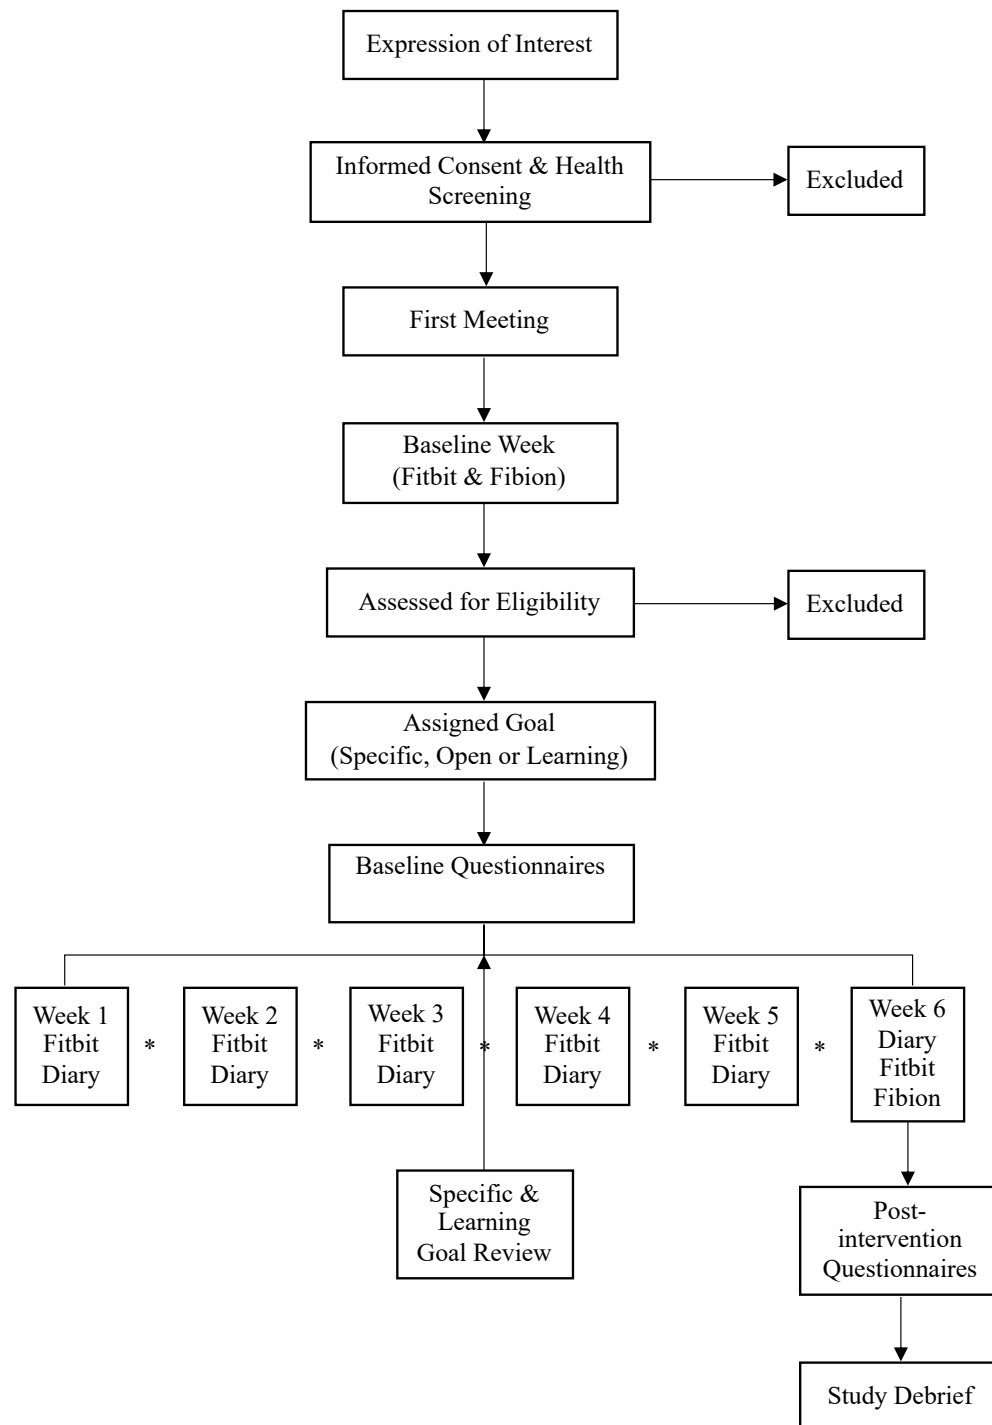 Expression of Interest
Informed Consent & Health
Screening
Excluded
First Meeting
Baseline Week
(Fitbit & Fibion)
Assessed for Eligibility
Excluded
Assigned Goal
(Specific, Open or Learning)
Baseline Questionnaires
Week 1
Fitbit
Diary
*
Week 2
Fitbit
Diary
*
Week 3
Fitbit
Diary
*
Week 4
Fitbit
Diary
*
Week 5
Fitbit
Diary
*
Week 6
Diary
Fitbit
Fibion
Specific &
Learning
Goal Review
Post-
intervention
Questionnaires
Study Debrief